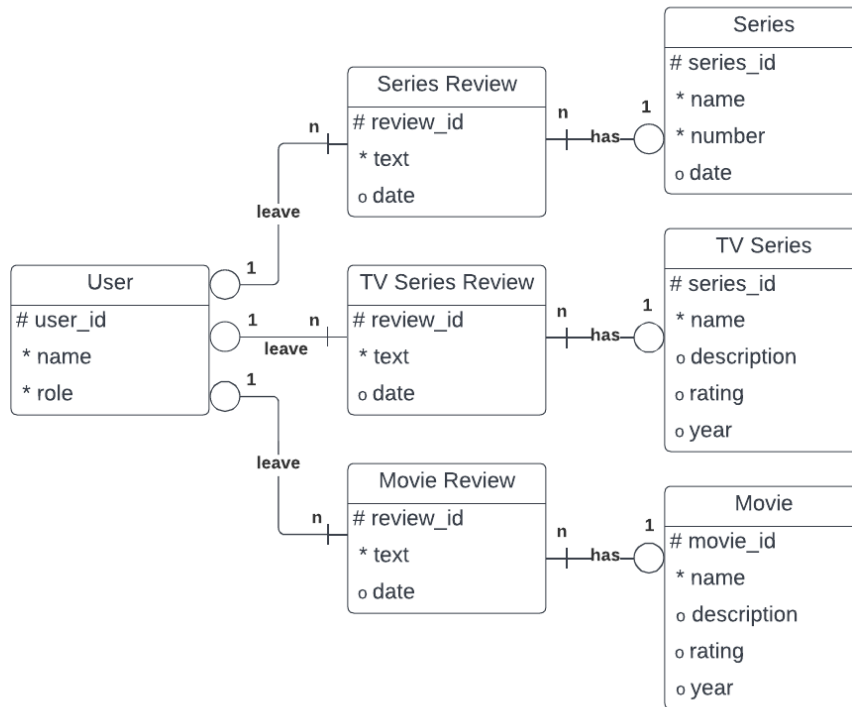 User
# user_id
* name
* role
1
leave
n
1
leave
n
1
leave
n
Series Review
# review_id
* text
o date
n
has
1
Series
# series_id
* name
* number
o date
TV Series Review
# review_id
* text
o date
n
has
1
TV Series
# series_id
* name
o description
o rating
o year
Movie Review
# review_id
* text
o date
n
has
1
Movie
# movie_id
* name
o description
o rating
o year